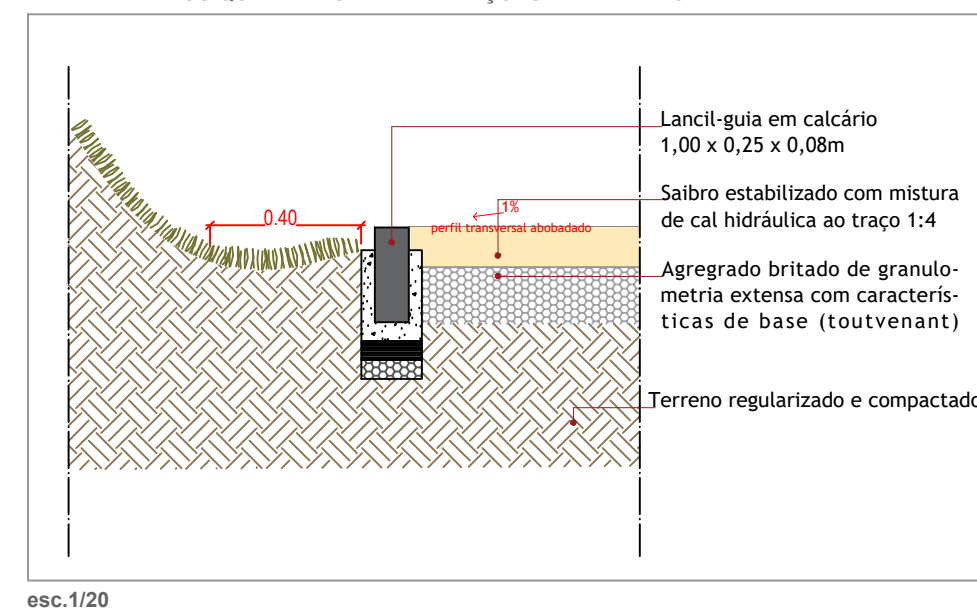 Lancil-guia em calcário
1,00 x 0,25 x 0,08m
Saibro estabilizado com mistura
de cal hidráulica ao traço 1:4
Agregrado britado de granulo-
metria extensa com caracterís-
ticas de base (toutvenant)
Terreno regularizado e compactado
0.40
1%
perfil transversal abobadado
esc.1/20